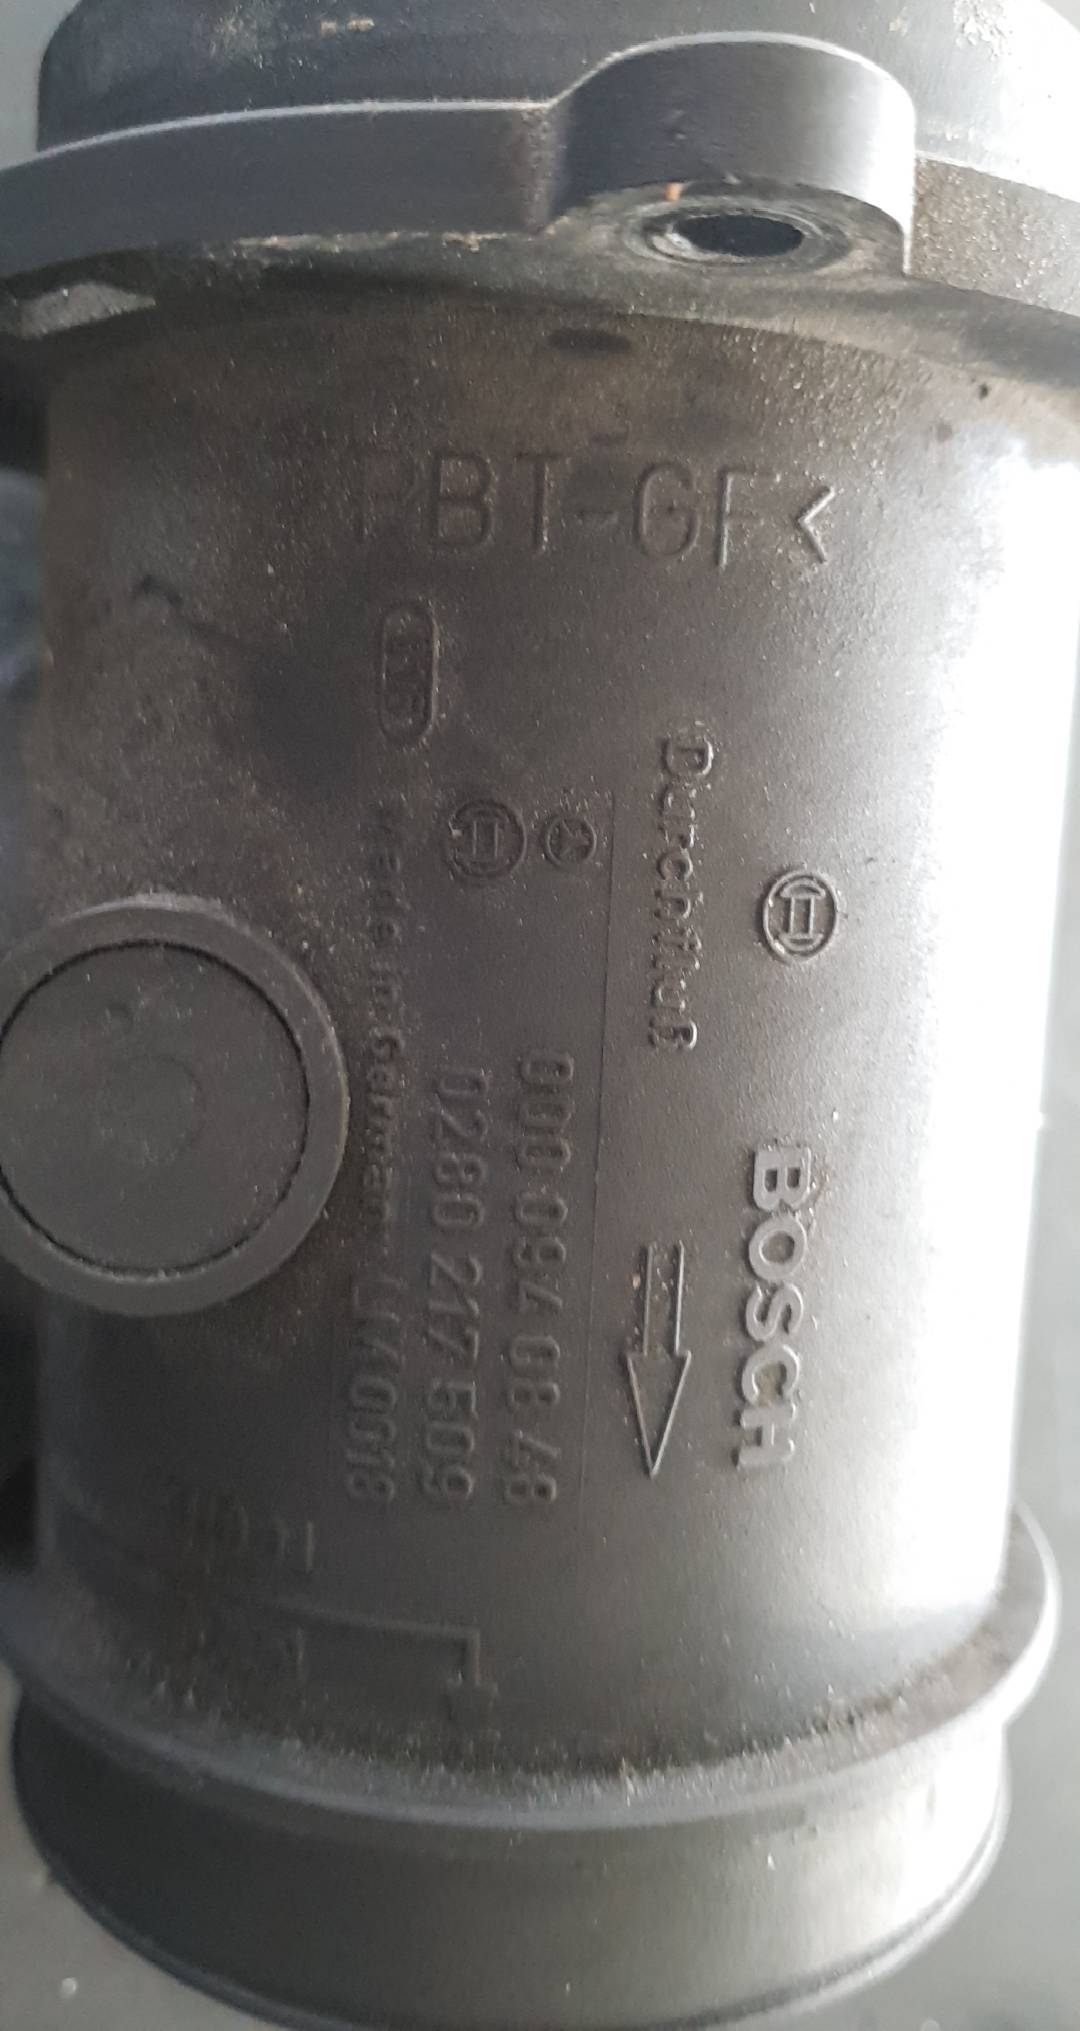 PBT-GF<
BOSCH
Durchfluß
000 094 08 48
0280 217 509
Made in Germany